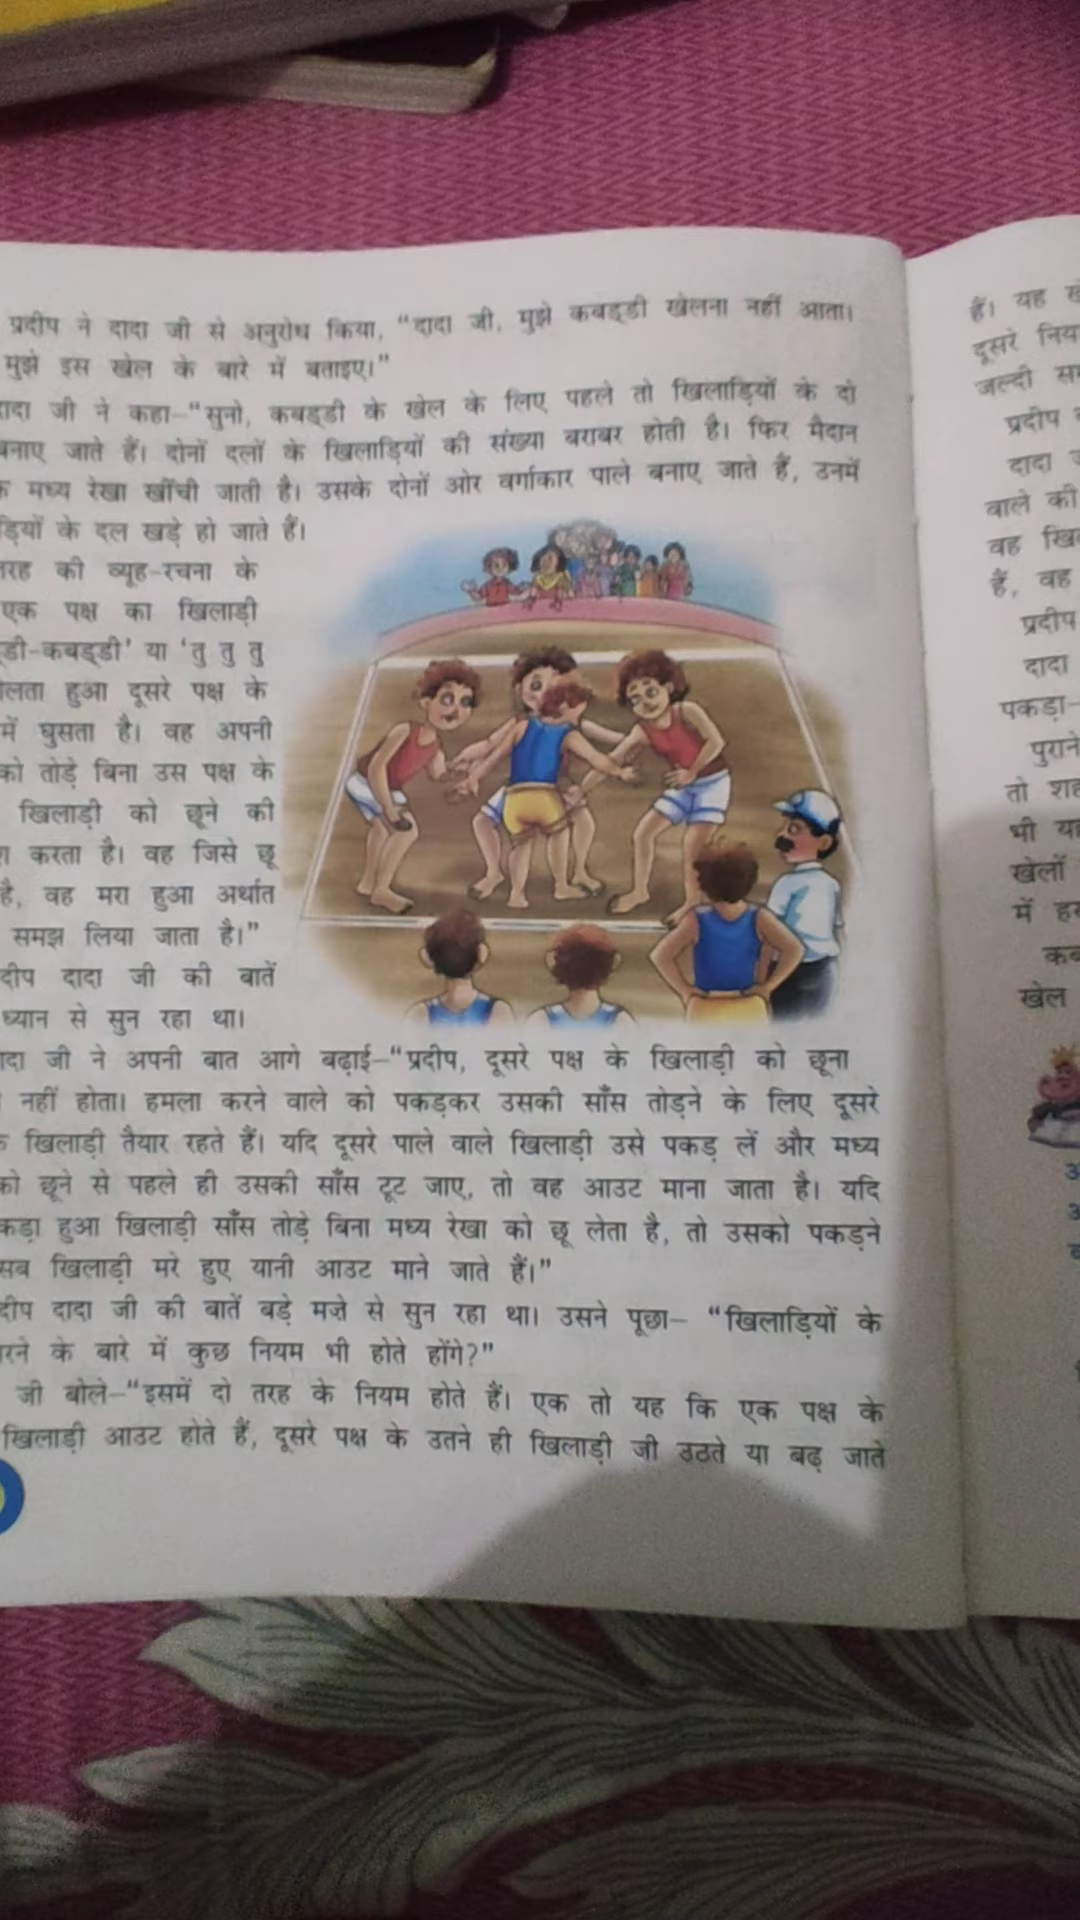 प्रदीप ने दादा जी से अनुरोध किया, “दादा जी, मुझे कबड्डी खेलना नहीं आता।
मुझे इस खेल के बारे में बताइए।”
जी ने कहा–“सुनो, कबड्डी के खेल के लिए पहले तो खिलाड़ियों के दो
जाते हैं। दोनों दलों के खिलाड़ियों की संख्या बराबर होती है। फिर मैदान
मध्य रेखा खींची जाती है। उसके दोनों ओर वर्गाकार पाले बनाए जाते हैं, उनमें
के दल खड़े हो जाते हैं।
की व्यूह-रचना के
एक पक्ष का खिलाड़ी
डी-कबड्डी’ या ‘तु तु तु
लता हुआ दूसरे पक्ष के
में घुसता है। वह अपनी
को तोड़े बिना उस पक्ष के
खिलाड़ी को छूने की
करता है। वह जिसे छू
है, वह मरा हुआ अर्थात
समझ लिया जाता है।”
दीप दादा जी की बातें
ध्यान से सुन रहा था।
जी ने अपनी बात आगे बढ़ाई–“प्रदीप, दूसरे पक्ष के खिलाड़ी को छूना
नहीं होता। हमला करने वाले को पकड़कर उसकी साँस तोड़ने के लिए दूसरे
खिलाड़ी तैयार रहते हैं। यदि दूसरे पाले वाले खिलाड़ी उसे पकड़ लें और मध्य
को छूने से पहले ही उसकी साँस टूट जाए, तो वह आउट माना जाता है। यदि
कड़ा हुआ खिलाड़ी साँस तोड़े बिना मध्य रेखा को छू लेता है, तो उसको पकड़ने
सब खिलाड़ी मरे हुए यानी आउट माने जाते हैं।”
दीप दादा जी की बातें बड़े मज़े से सुन रहा था। उसने पूछा– “खिलाड़ियों के
रने के बारे में कुछ नियम भी होते होंगे?”
जी बोले–“इसमें दो तरह के नियम होते हैं। एक तो यह कि एक पक्ष के
खिलाड़ी आउट होते हैं, दूसरे पक्ष के उतने ही खिलाड़ी जी उठते या बढ़ जाते
हैं। यह
दूसरे निय
जल्दी
प्रदीप
दादा
वाले की
वह
हैं, वह
प्रदीप
दादा
पकड़ा–
पुराने
तो
भी
खेलों
में
खेल